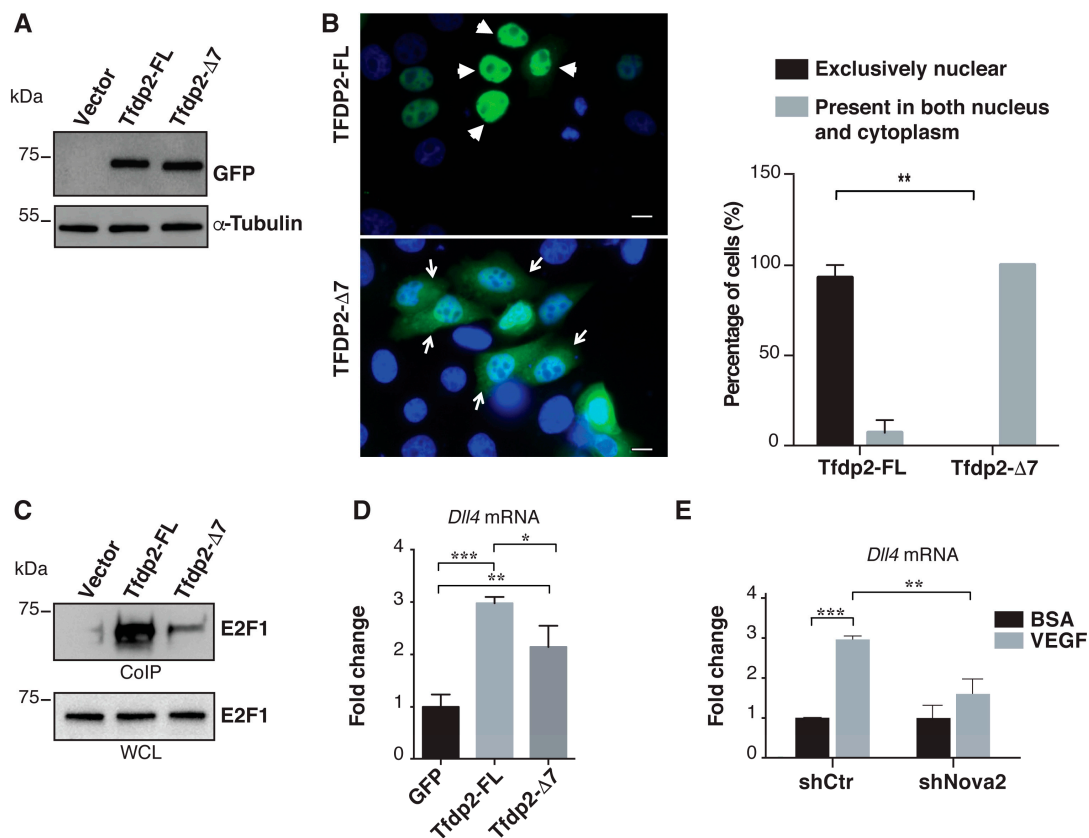 A
kDa
Vector
Tfdp2-FL
Tfdp2-Δ7
75
GFP
55
α-Tubulin
B
TFDP2-FL
TFDP2-Δ7
Exclusively nuclear
Present in both nucleus
and cytoplasm
Percentage of cells (%)
150
100
50
0
**
Tfdp2-FL
Tfdp2-Δ7
C
kDa
Vector
Tfdp2-FL
Tfdp2-Δ7
75
E2F1
CoIP
75
E2F1
WCL
D
Dll4 mRNA
Fold change
4
3
2
1
0
***
*
**
GFP
Tfdp2-FL
Tfdp2-Δ7
E
Dll4 mRNA
Fold change
4
3
2
1
0
***
**
BSA
VEGF
shCtr
shNova2